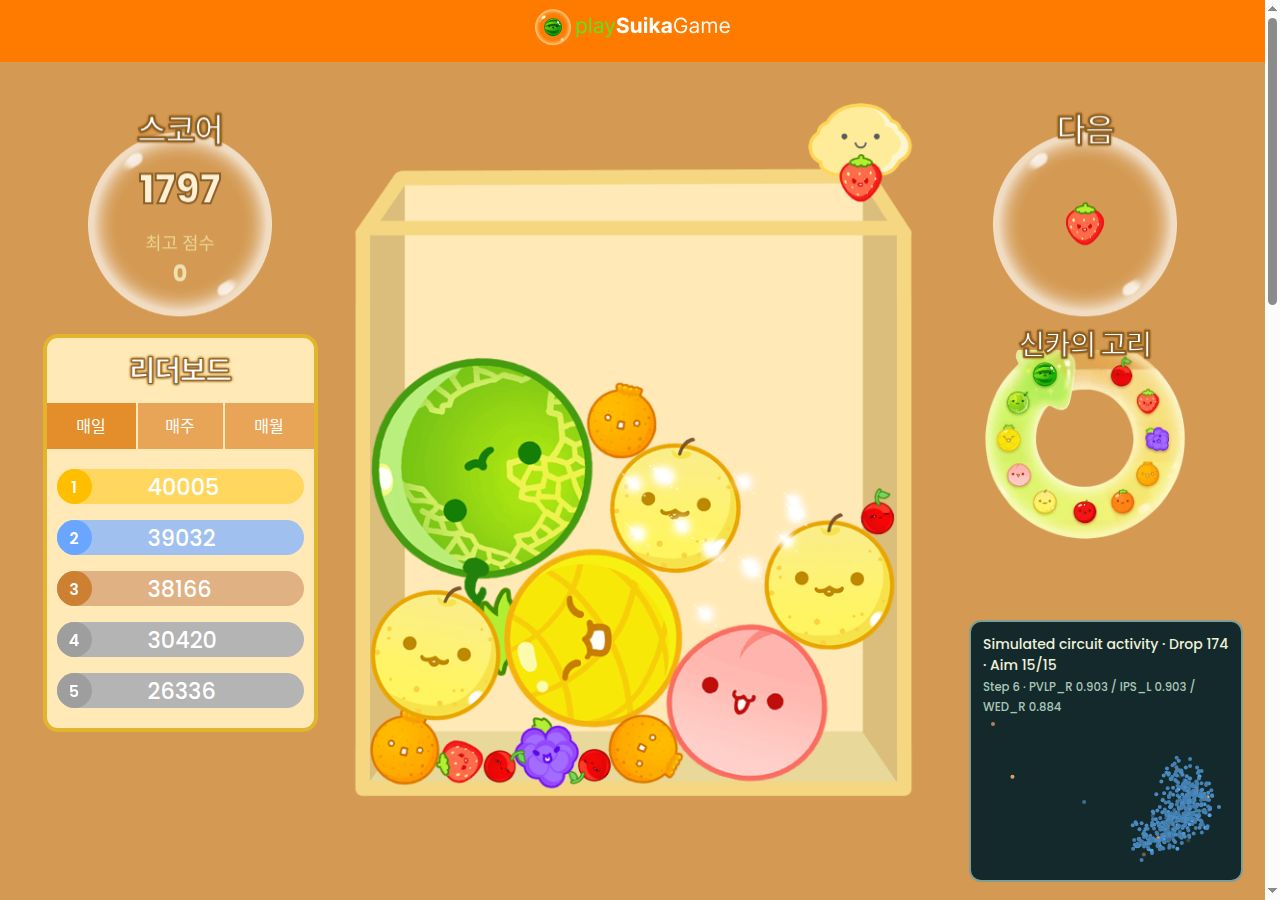 playSuikaGame
스코어
1797
최고 점수
0
다음
리더보드
매일 매주 매월
1 40005
2 39032
3 38166
4 30420
5 26336
신카의 고리
Simulated circuit activity · Drop 174
· Aim 15/15
Step 6 · PVLP_R 0.903 / IPS_L 0.903 /
WED_R 0.884